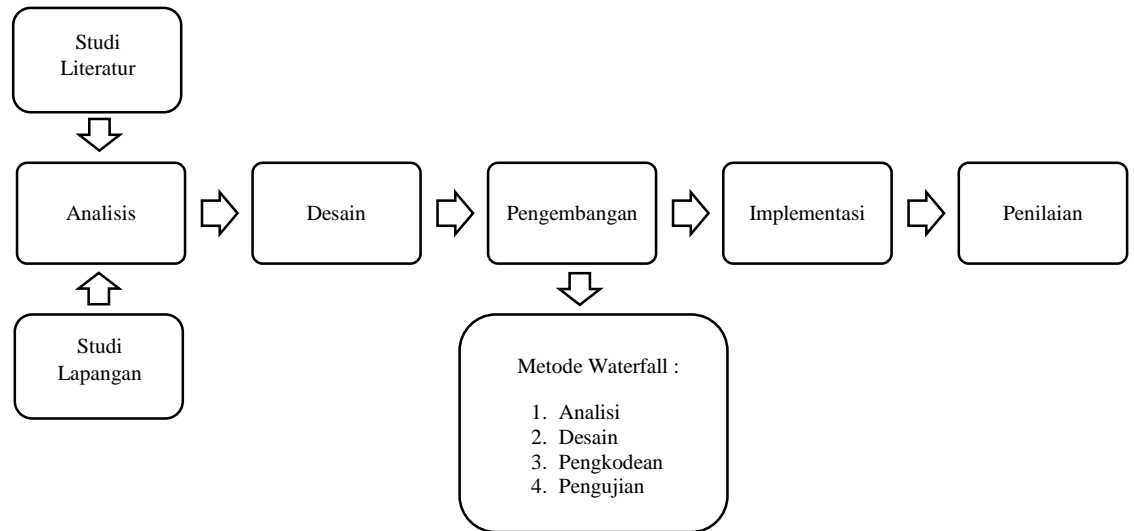 Studi
Literatur
Analisis
Desain
Pengembangan
Implementasi
Penilaian
Studi
Lapangan
Metode Waterfall :
1. Analisi
2. Desain
3. Pengkodean
4. Pengujian